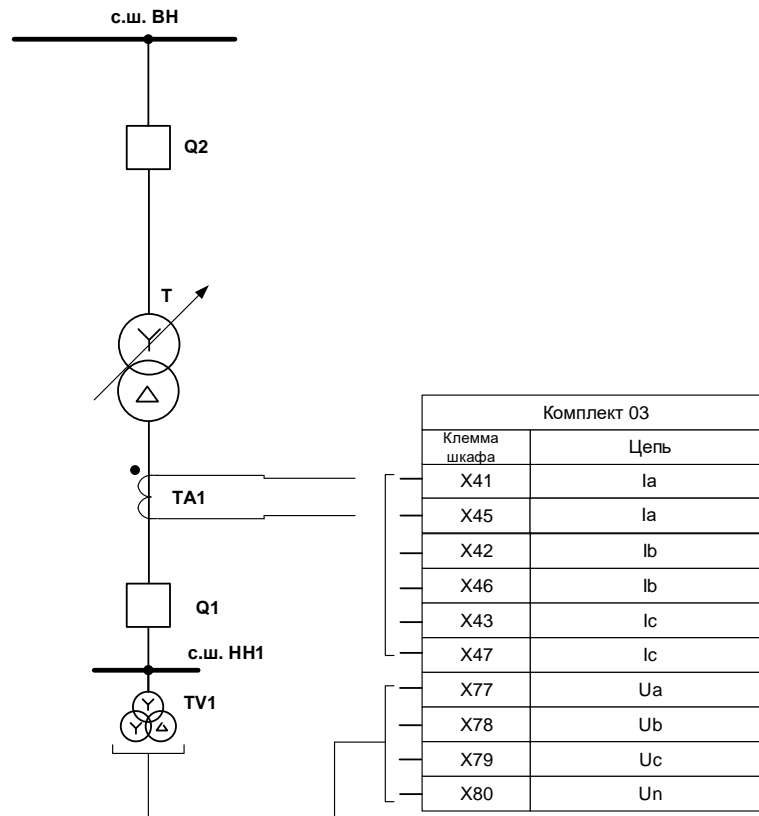 с.ш. ВН
Q2
T
TA1
Q1
с.ш. НН1
TV1
Комплект 03
Клемма шкафа Цепь
X41 Ia
X45 Ia
X42 Ib
X46 Ib
X43 Ic
X47 Ic
X77 Ua
X78 Ub
X79 Uc
X80 Un